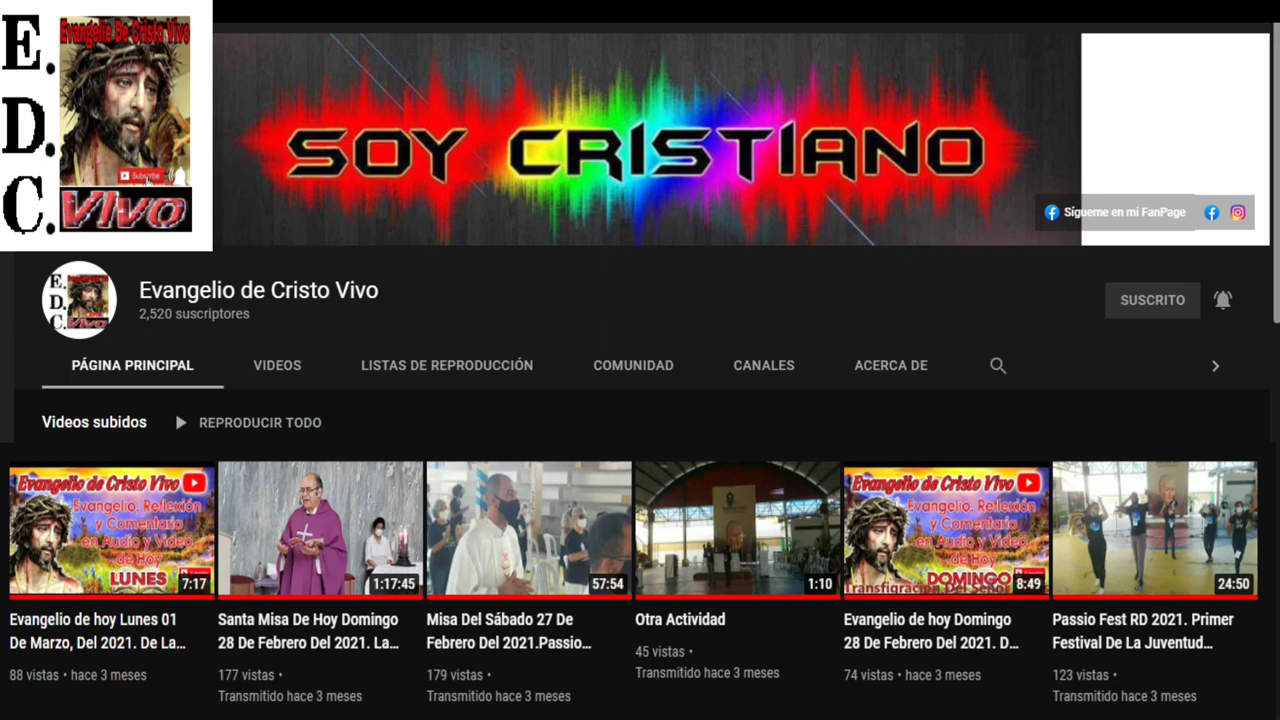 E.
D.
C.
Evangelio De Cristo Vivo
Subscribe
VIvo
SOY CRISTIANO
Sígueme en mi FanPage
E.
D.
C.
Vivo
Evangelio de Cristo Vivo
2,520 suscriptores
SUSCRITO
PÁGINA PRINCIPAL VIDEOS LISTAS DE REPRODUCCIÓN COMUNIDAD CANALES ACERCA DE
Videos subidos REPRODUCIR TODO
Evangelio de Cristo Vivo
Evangelio, Reflexión
y Comentario
en Audio y Video
de Hoy
LUNES
7:17
Evangelio de hoy Lunes 01
De Marzo, Del 2021. De La...
88 vistas • hace 3 meses
1:17:45
Santa Misa De Hoy Domingo
28 De Febrero Del 2021. La...
177 vistas •
Transmitido hace 3 meses
57:54
Misa Del Sábado 27 De
Febrero Del 2021.Passio...
179 vistas •
Transmitido hace 3 meses
1:10
Otra Actividad
45 vistas •
Transmitido hace 3 meses
Evangelio de Cristo Vivo
Evangelio, Reflexión
y Comentario
en Audio y Video
de Hoy
DOMINGO
Transfigración Del Señor
8:49
Evangelio de hoy Domingo
28 De Febrero Del 2021. D...
74 vistas • hace 3 meses
24:50
Passio Fest RD 2021. Primer
Festival De La Juventud...
123 vistas •
Transmitido hace 3 meses